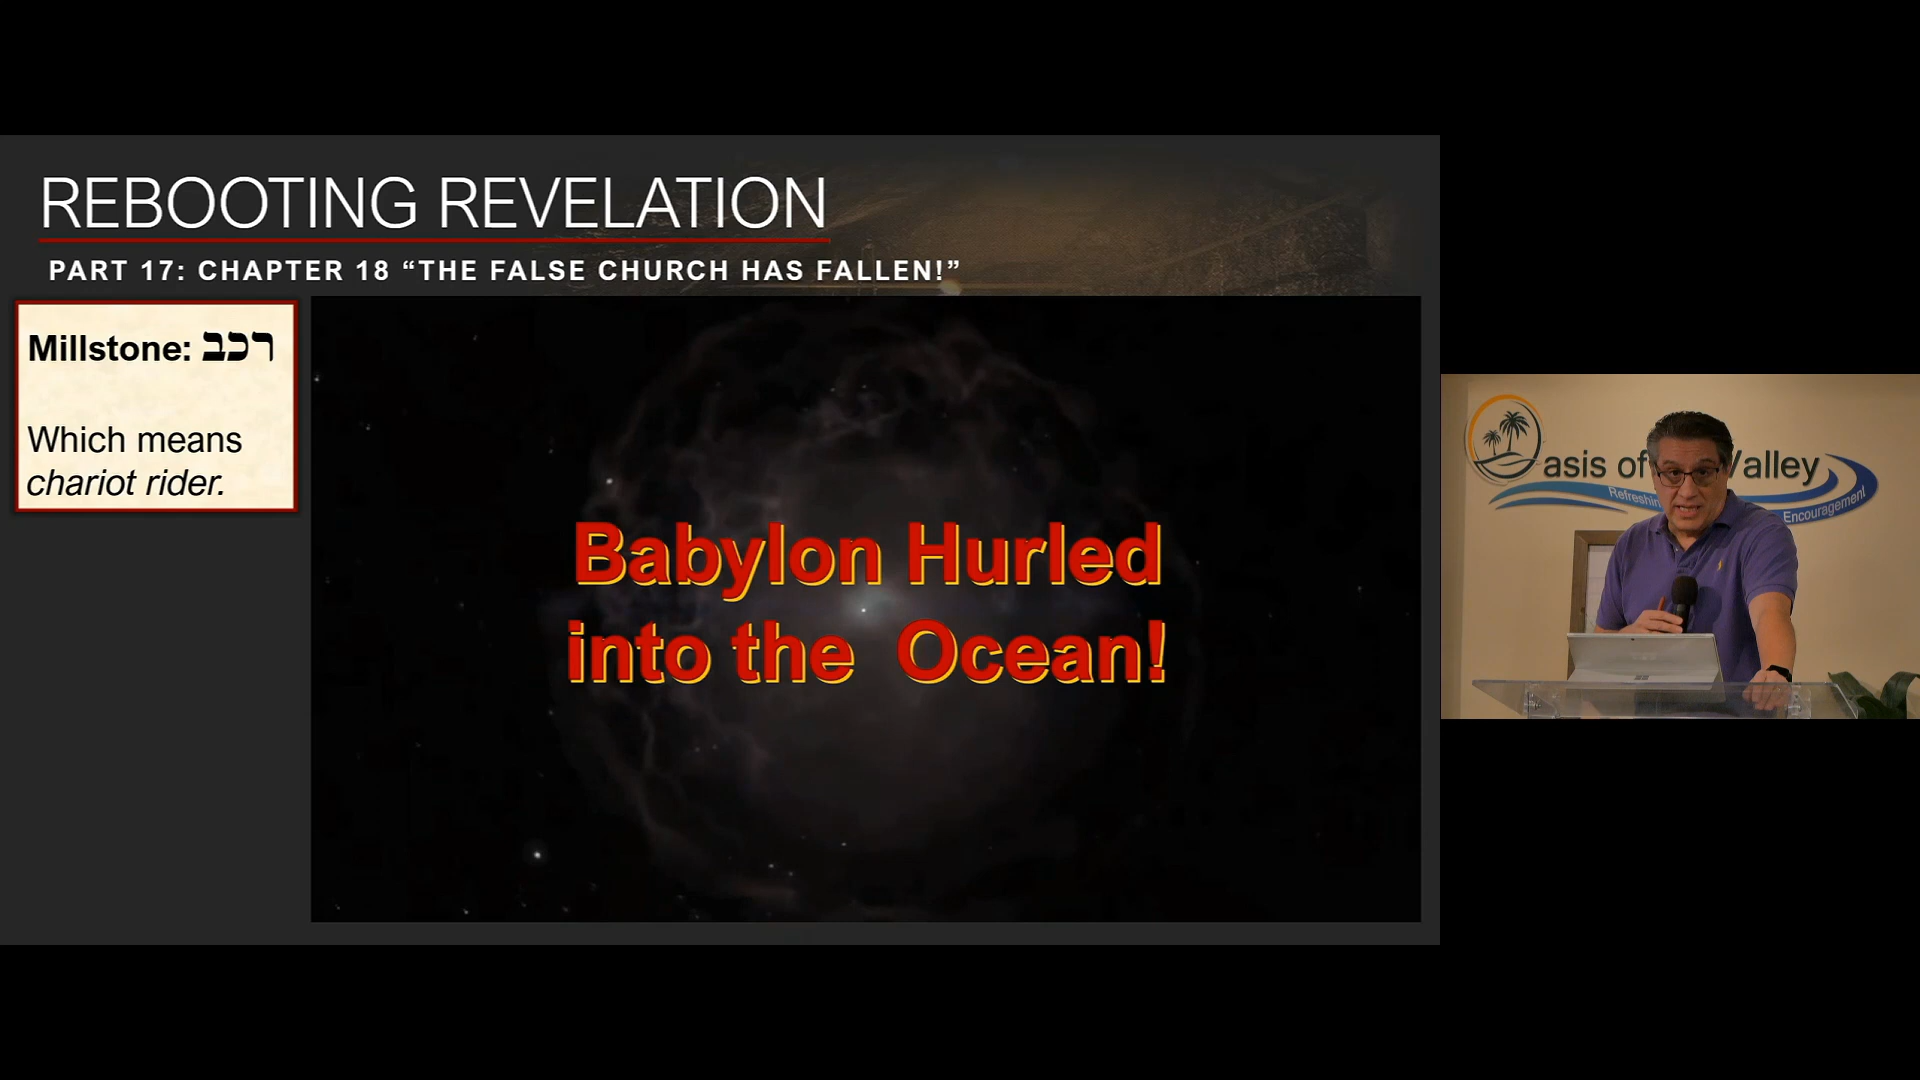 REBOOTING REVELATION
PART 17: CHAPTER 18 “THE FALSE CHURCH HAS FALLEN!”
Millstone: רכב
Which means
chariot rider.
Babylon Hurled
into the Ocean!
asis of Valley
Encouragement